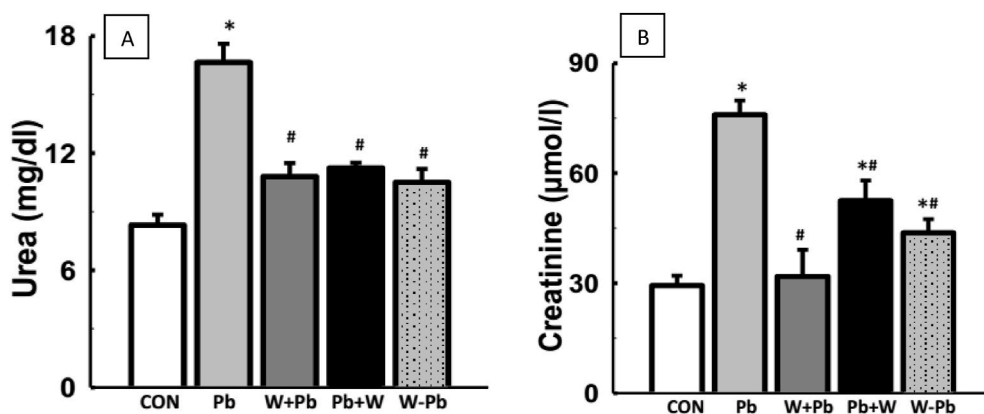 A
Urea (mg/dl)
18
12
6
0
*
#
#
#
CON Pb W+Pb Pb+W W-Pb
B
Creatinine (µmol/l)
90
60
30
0
*
#
*#
*#
CON Pb W+Pb Pb+W W-Pb